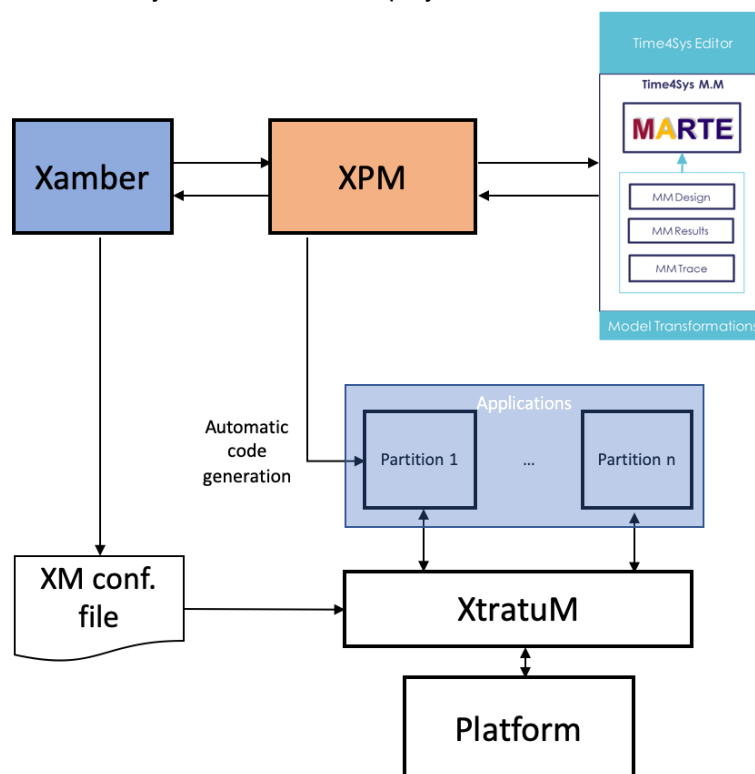 Time4Sys Editor
Time4Sys M.M
MARTE
MM Design
MM Results
MM Trace
Model Transformations
Xamber
XPM
Applications
Automatic
code
generation
Partition 1
...
Partition n
XM conf.
file
XtratuM
Platform